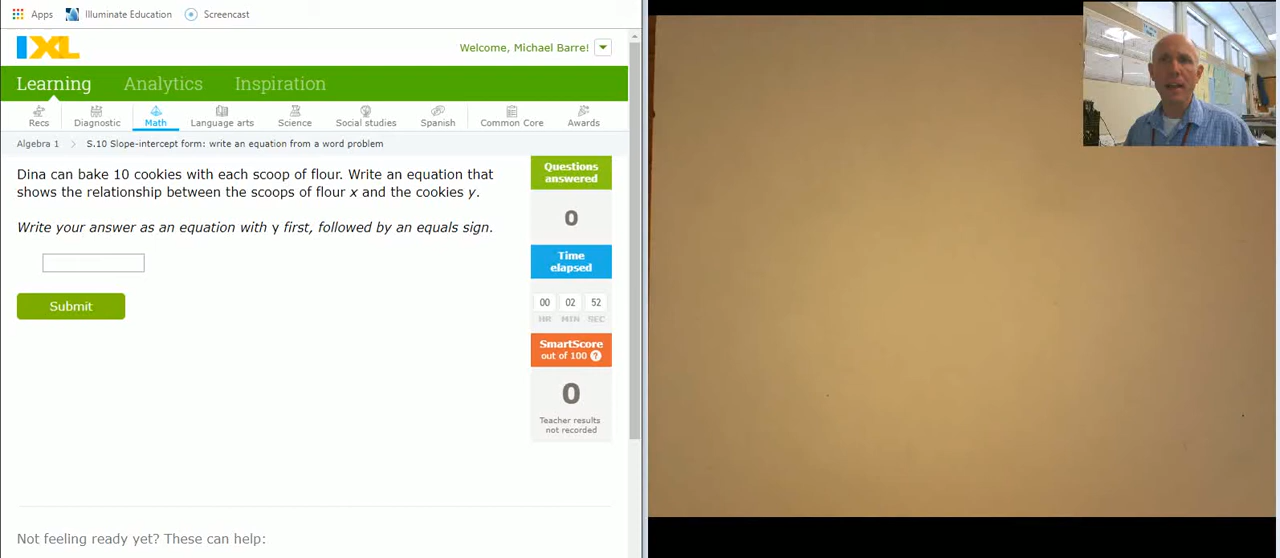 Apps Illuminate Education Screencast
IXL
Welcome, Michael Barre!
Learning Analytics Inspiration
Recs Diagnostic Math Language arts Science Social studies Spanish Common Core Awards
Algebra 1 S.10 Slope-intercept form: write an equation from a word problem
Dina can bake 10 cookies with each scoop of flour. Write an equation that
shows the relationship between the scoops of flour x and the cookies y.
Write your answer as an equation with y first, followed by an equals sign.
Submit
Questions
answered
0
Time
elapsed
00 02 52
HR MIN SEC
SmartScore
out of 100 ?
0
Teacher results
not recorded
Not feeling ready yet? These can help: